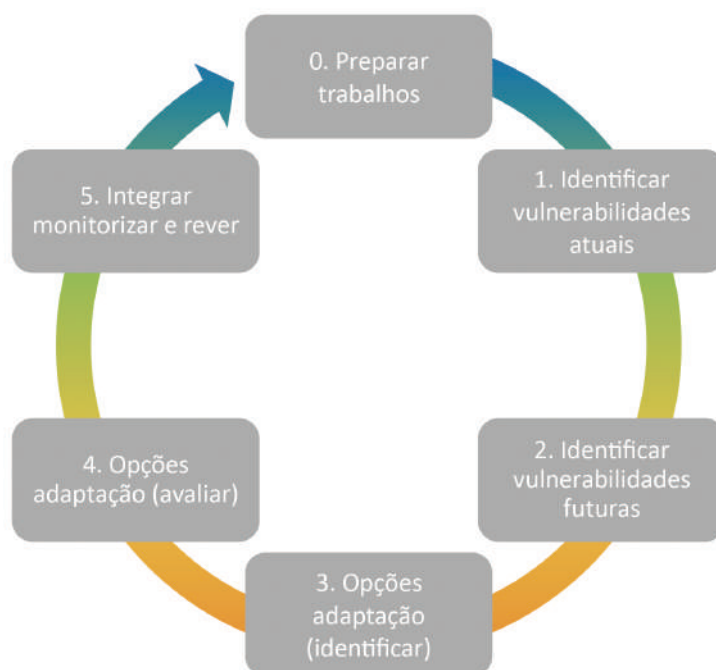 0. Preparar
trabalhos
1. Identificar
vulnerabilidades
atuais
2. Identificar
vulnerabilidades
futuras
3. Opções
adaptação
(identificar)
4. Opções
adaptação (avaliar)
5. Integrar
monitorizar e rever